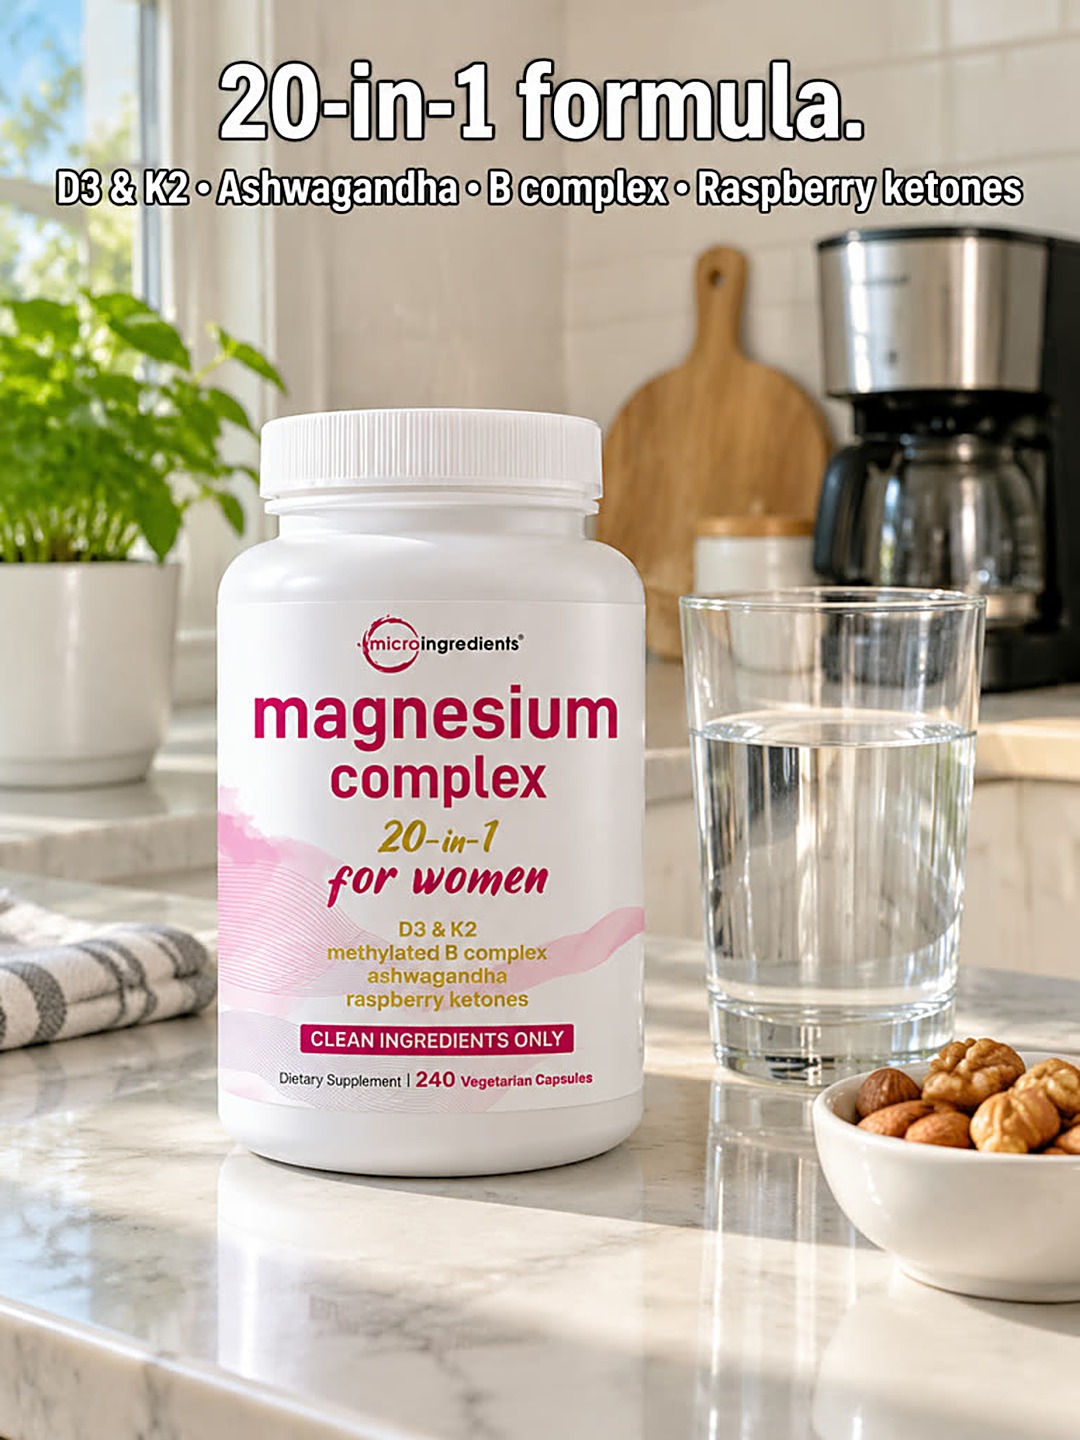 20-in-1 formula.
D3 & K2 • Ashwagandha • B complex • Raspberry ketones
microingredients®
magnesium
complex
20-in-1
for women
D3 & K2
methylated B complex
ashwagandha
raspberry ketones
CLEAN INGREDIENTS ONLY
Dietary Supplement | 240 Vegetarian Capsules